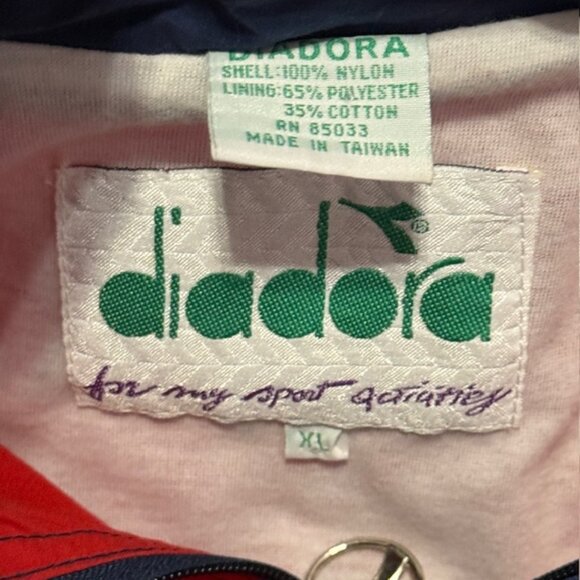 DIADORA
SHELL:100% NYLON
LINING:65% POLYESTER
35% COTTON
RN 85033
MADE IN TAIWAN
diadora®
for my sport activities
XL